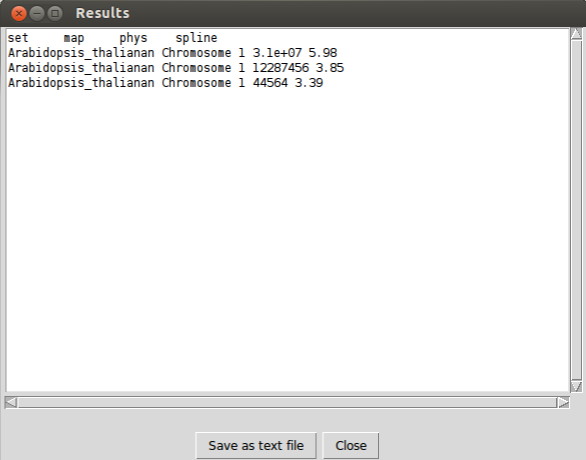 Results
set map phys spline
Arabidopsis_thalianan Chromosome 1 3.1e+07 5.98
Arabidopsis_thalianan Chromosome 1 12287456 3.85
Arabidopsis_thalianan Chromosome 1 44564 3.39
Save as text file Close